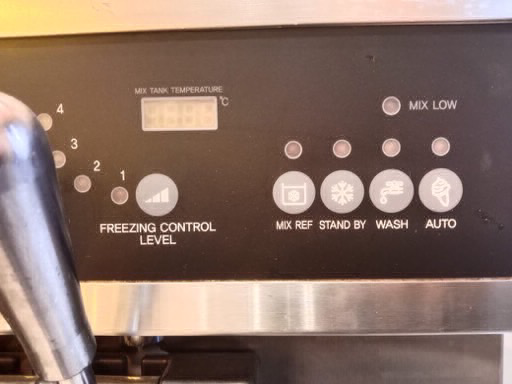 MIX TANK TEMPERATURE
°C
MIX LOW
4
3
2
1
FREEZING CONTROL
LEVEL
MIX REF STAND BY WASH AUTO